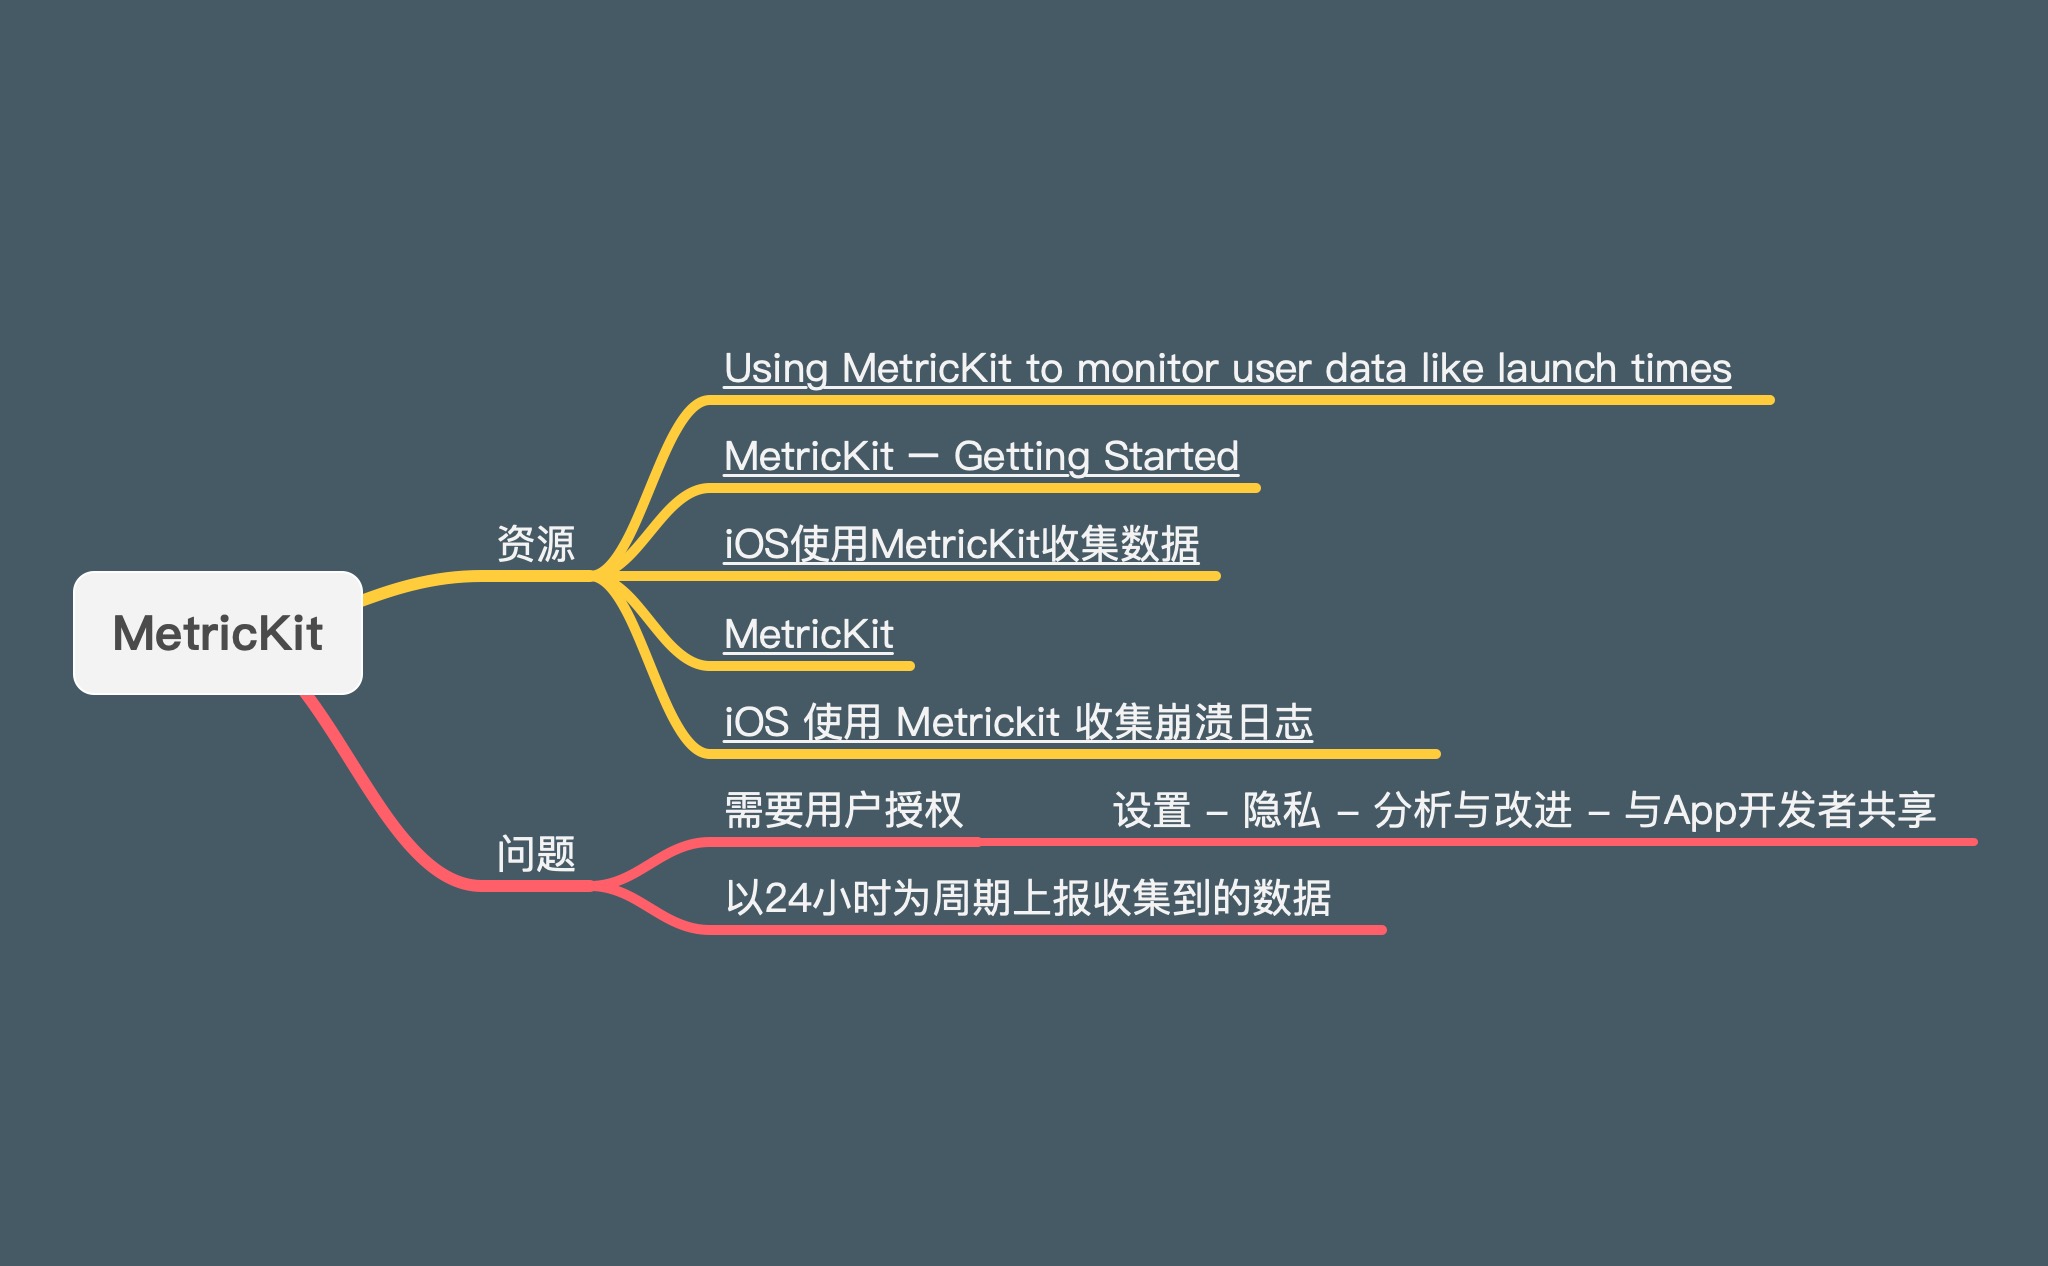 MetricKit
资源
Using MetricKit to monitor user data like launch times
MetricKit — Getting Started
iOS使用MetricKit收集数据
MetricKit
iOS 使用 Metrickit 收集崩溃日志
问题
需要用户授权
设置 – 隐私 – 分析与改进 – 与App开发者共享
以24小时为周期上报收集到的数据